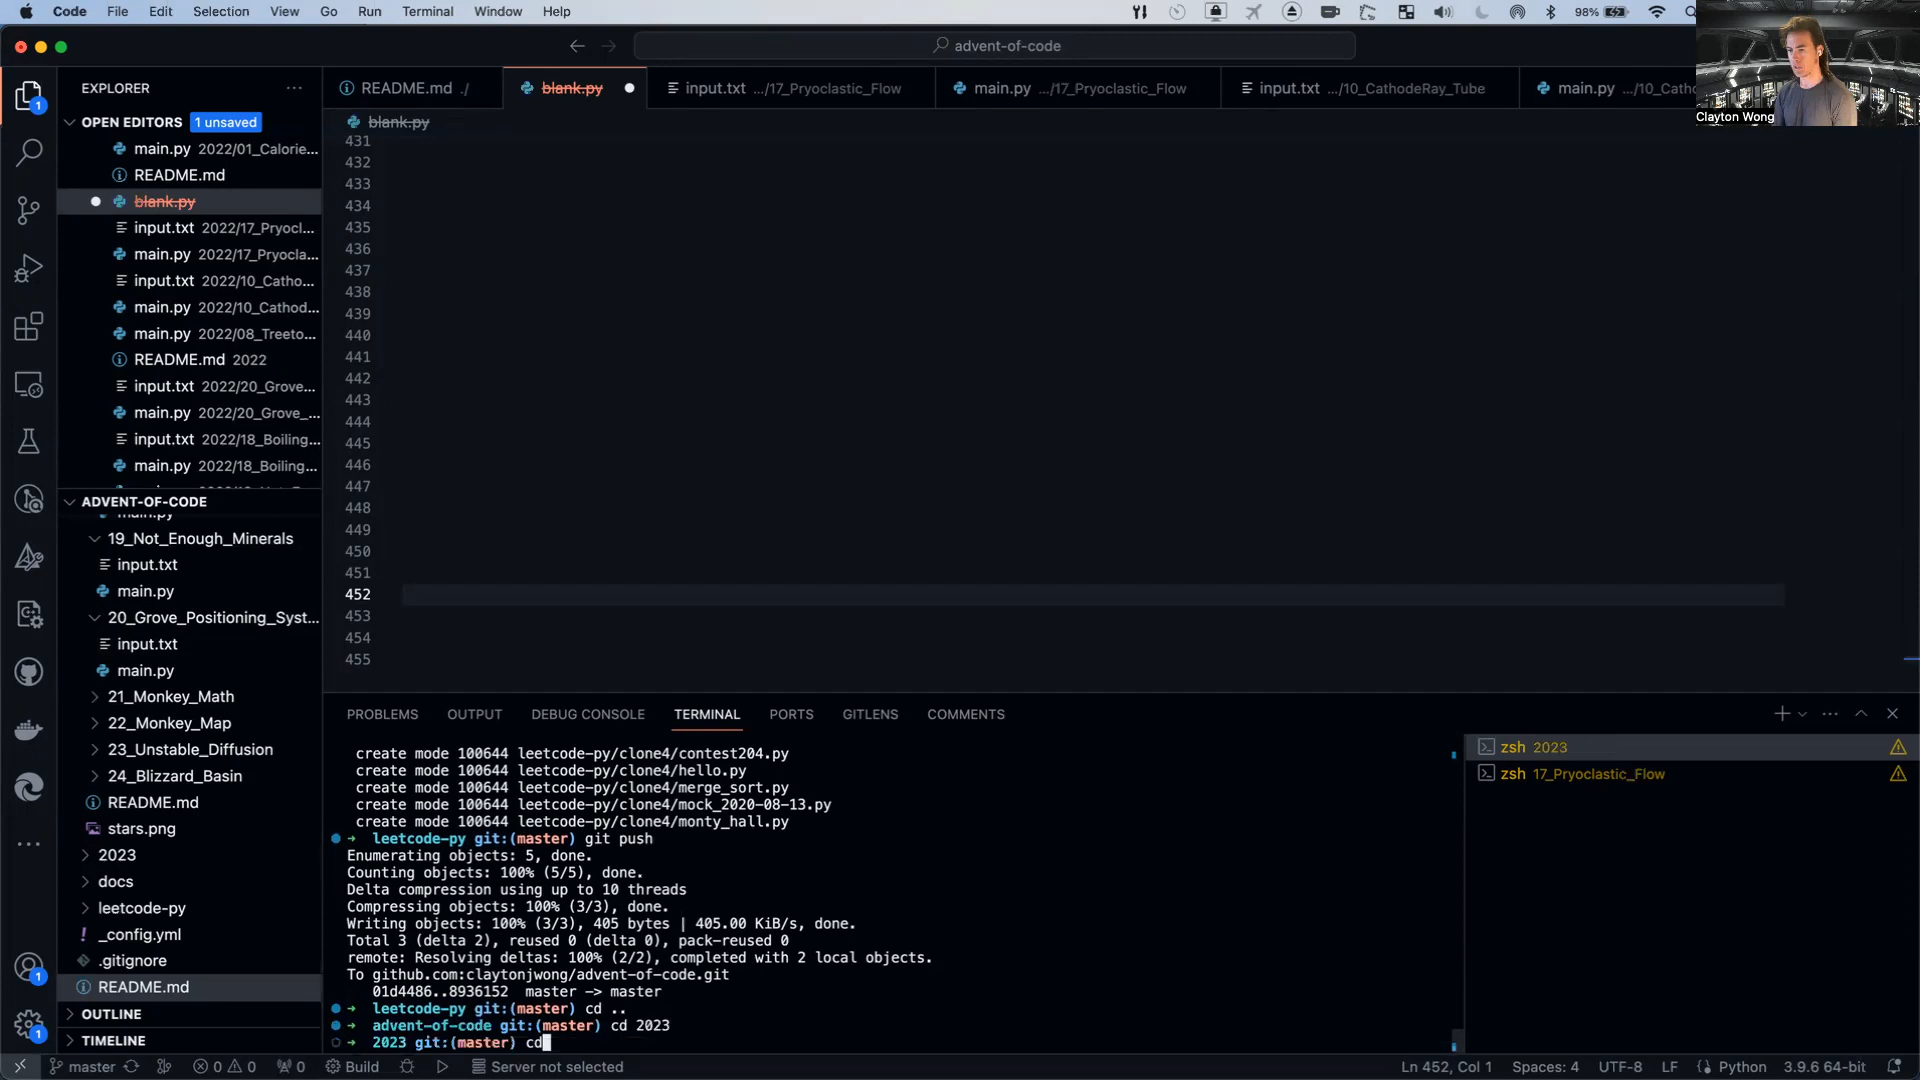 Code File Edit Selection View Go Run Terminal Window Help 98%
advent-of-code
Clayton Wong
EXPLORER
README.md ./
blank.py
input.txt .../17_Pryoclastic_Flow
main.py .../17_Pryoclastic_Flow
input.txt .../10_CathodeRay_Tube
main.py .../10_Catho
OPEN EDITORS 1 unsaved
blank.py
main.py 2022/01_Calorie...
README.md
blank.py
input.txt 2022/17_Pryocl...
main.py 2022/17_Pryocla...
input.txt 2022/10_Catho...
main.py 2022/10_Cathod...
main.py 2022/08_Treeto...
README.md 2022
input.txt 2022/20_Grove...
main.py 2022/20_Grove_...
input.txt 2022/18_Boiling...
main.py 2022/18_Boiling...
ADVENT-OF-CODE
main.py
19_Not_Enough_Minerals
input.txt
main.py
20_Grove_Positioning_Syst...
input.txt
main.py
21_Monkey_Math
22_Monkey_Map
23_Unstable_Diffusion
24_Blizzard_Basin
README.md
stars.png
2023
docs
leetcode-py
_config.yml
.gitignore
README.md
OUTLINE
TIMELINE
431
432
433
434
435
436
437
438
439
440
441
442
443
444
445
446
447
448
449
450
451
452
453
454
455
PROBLEMS OUTPUT DEBUG CONSOLE TERMINAL PORTS GITLENS COMMENTS
create mode 100644 leetcode-py/clone4/contest204.py
create mode 100644 leetcode-py/clone4/hello.py
create mode 100644 leetcode-py/clone4/merge_sort.py
create mode 100644 leetcode-py/clone4/mock_2020-08-13.py
create mode 100644 leetcode-py/clone4/monty_hall.py
→ leetcode-py git:(master) git push
Enumerating objects: 5, done.
Counting objects: 100% (5/5), done.
Delta compression using up to 10 threads
Compressing objects: 100% (3/3), done.
Writing objects: 100% (3/3), 405 bytes | 405.00 KiB/s, done.
Total 3 (delta 2), reused 0 (delta 0), pack-reused 0
remote: Resolving deltas: 100% (2/2), completed with 2 local objects.
To github.com:claytonjwong/advent-of-code.git
01d4486..8936152 master -> master
→ leetcode-py git:(master) cd ..
→ advent-of-code git:(master) cd 2023
→ 2023 git:(master) cd
zsh 2023
zsh 17_Pryoclastic_Flow
1
1
1
master 0 0 0 Build Server not selected Ln 452, Col 1 Spaces: 4 UTF-8 LF Python 3.9.6 64-bit